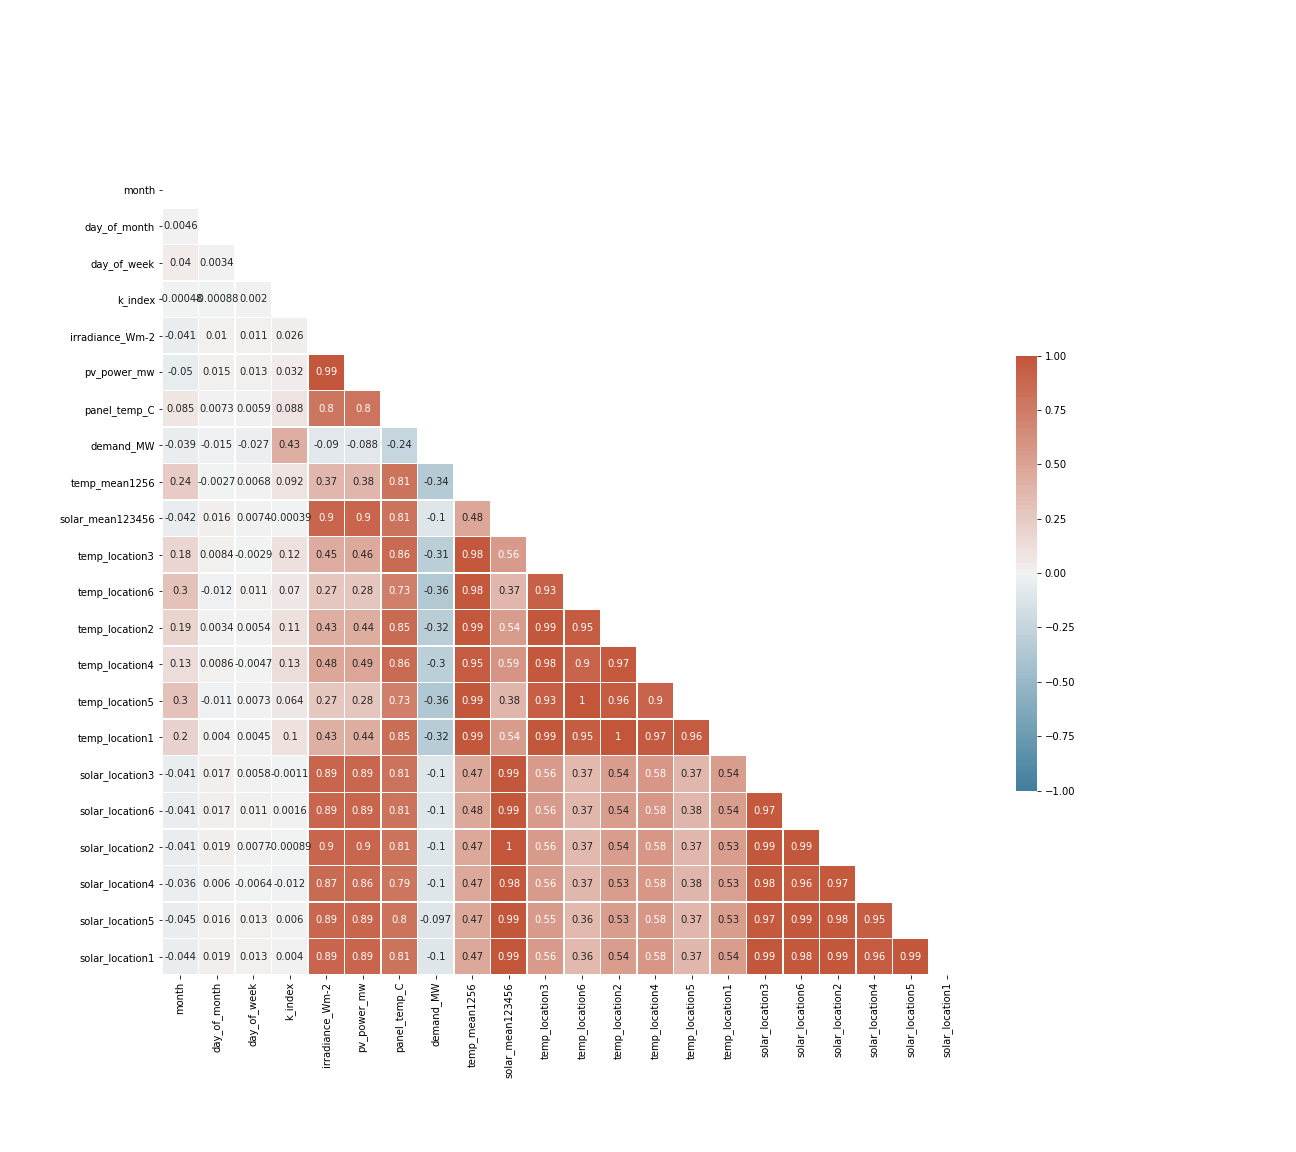 month
day_of_month 0.0046
day_of_week 0.04 0.0034
k_index -0.00048 -0.00088 0.002
irradiance_Wm-2 -0.041 0.01 0.011 0.026
pv_power_mw -0.05 0.015 0.013 0.032 0.99
panel_temp_C 0.085 0.0073 0.0059 0.088 0.8 0.8
demand_MW -0.039 -0.015 -0.027 0.43 -0.09 -0.088 -0.24
temp_mean1256 0.24 -0.0027 0.0068 0.092 0.37 0.38 0.81 -0.34
solar_mean123456 -0.042 0.016 0.0074 -0.00039 0.9 0.9 0.81 -0.1 0.48
temp_location3 0.18 0.0084 -0.0029 0.12 0.45 0.46 0.86 -0.31 0.98 0.56
temp_location6 0.3 -0.012 0.011 0.07 0.27 0.28 0.73 -0.36 0.98 0.37 0.93
temp_location2 0.19 0.0034 0.0054 0.11 0.43 0.44 0.85 -0.32 0.99 0.54 0.99 0.95
temp_location4 0.13 0.0086 -0.0047 0.13 0.48 0.49 0.86 -0.3 0.95 0.59 0.98 0.9 0.97
temp_location5 0.3 -0.011 0.0073 0.064 0.27 0.28 0.73 -0.36 0.99 0.38 0.93 1 0.96 0.9
temp_location1 0.2 0.004 0.0045 0.1 0.43 0.44 0.85 -0.32 0.99 0.54 0.99 0.95 1 0.97 0.96
solar_location3 -0.041 0.017 0.0058 -0.0011 0.89 0.89 0.81 -0.1 0.47 0.99 0.56 0.37 0.54 0.58 0.37 0.54
solar_location6 -0.041 0.017 0.011 0.0016 0.89 0.89 0.81 -0.1 0.48 0.99 0.56 0.37 0.54 0.58 0.38 0.54 0.97
solar_location2 -0.041 0.019 0.0077 -0.00089 0.9 0.9 0.81 -0.1 0.47 1 0.56 0.37 0.54 0.58 0.37 0.53 0.99 0.99
solar_location4 -0.036 0.006 -0.0064 -0.012 0.87 0.86 0.79 -0.1 0.47 0.98 0.56 0.37 0.53 0.58 0.38 0.53 0.98 0.96 0.97
solar_location5 -0.045 0.016 0.013 0.006 0.89 0.89 0.8 -0.097 0.47 0.99 0.55 0.36 0.53 0.58 0.37 0.53 0.97 0.99 0.98 0.95
solar_location1 -0.044 0.019 0.013 0.004 0.89 0.89 0.81 -0.1 0.47 0.99 0.56 0.36 0.54 0.58 0.37 0.54 0.99 0.98 0.99 0.96 0.99
month
day_of_month
day_of_week
k_index
irradiance_Wm-2
pv_power_mw
panel_temp_C
demand_MW
temp_mean1256
solar_mean123456
temp_location3
temp_location6
temp_location2
temp_location4
temp_location5
temp_location1
solar_location3
solar_location6
solar_location2
solar_location4
solar_location5
solar_location1
1.00
0.75
0.50
0.25
0.00
−0.25
−0.50
−0.75
−1.00